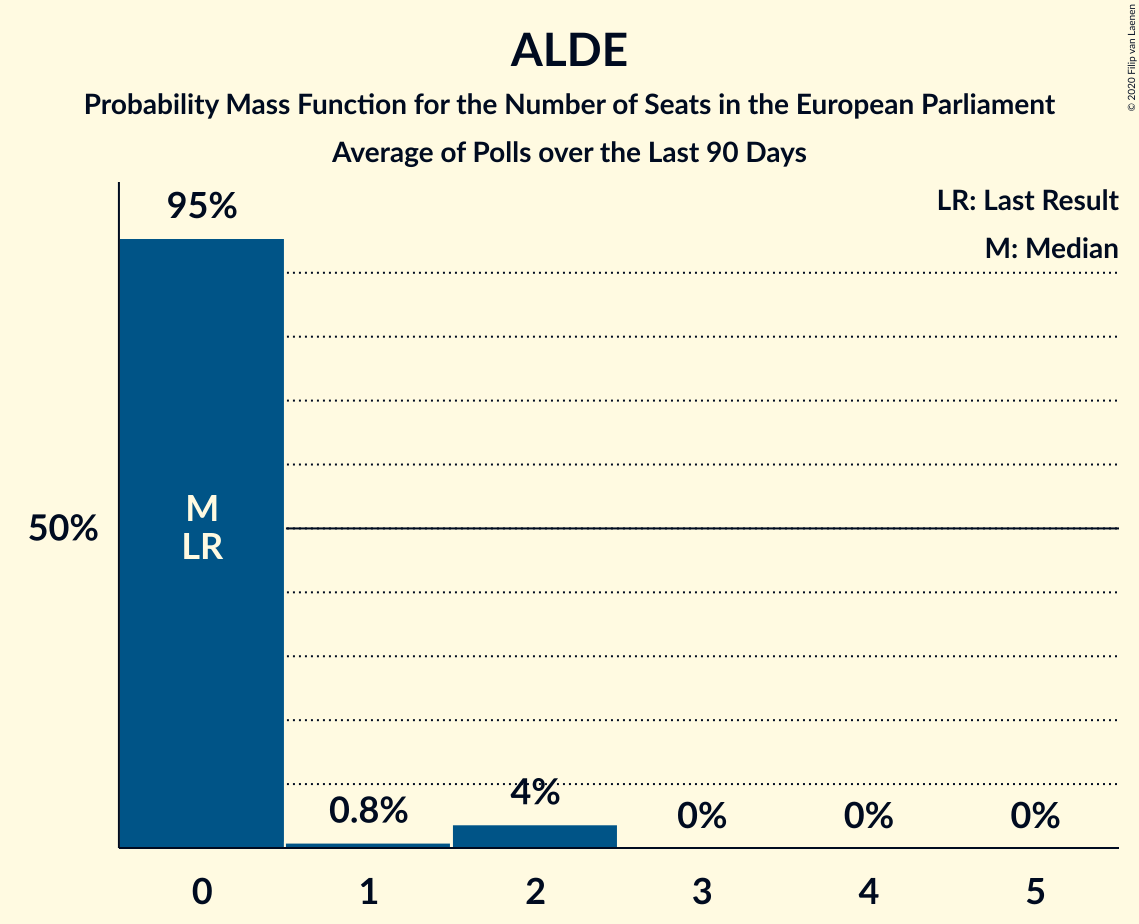 ALDE
Probability Mass Function for the Number of Seats in the European Parliament
Average of Polls over the Last 90 Days
© 2020 Filip van Laenen
LR: Last Result
M: Median
95%
M
LR
50%
0.8%
4%
0%
0%
0%
0
1
2
3
4
5